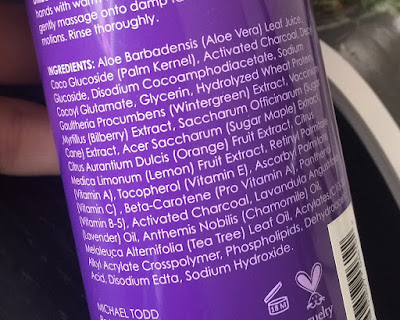 hands with warm
gently massage onto damp
motions. Rinse thoroughly.
INGREDIENTS: Aloe Barbadensis (Aloe Vera) Leaf Juice,
Coco Glucoside (Palm Kernel), Activated Charcoal,
Glucoside, Disodium Cocoamphodiacetate, Sodium
Cocoyl Glutamate, Glycerin, Hydrolyzed Wheat Protein,
Gaultheria Procumbens (Wintergreen) Extract, Vaccinium
Myrtillus (Bilberry) Extract, Saccharum Officinarum (Sugar
Cane) Extract, Acer Saccharum (Sugar Maple) Extract,
Citrus Aurantium Dulcis (Orange) Fruit Extract, Citrus
Medica Limonum (Lemon) Fruit Extract, Retinyl Palmitate
(Vitamin A), Tocopherol (Vitamin E), Ascorbyl Palmitate
(Vitamin C) , Beta-Carotene (Pro Vitamin A), Panthenol
(Vitamin B-5), Activated Charcoal, Lavandula Angustifolia
(Lavender) Oil, Anthemis Nobilis (Chamomile) Oil,
Melaleuca Alternifolia (Tea Tree) Leaf Oil, Acrylates/C10-30
Alkyl Acrylate Crosspolymer, Phospholipids, Dehydroacetic
Acid, Disodium Edta, Sodium Hydroxide.
MICHAEL TODD
18M